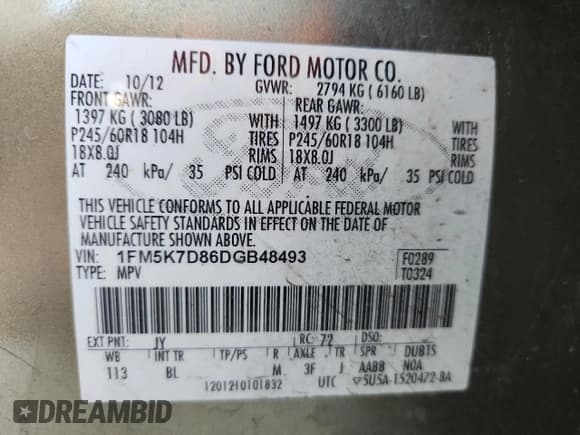 MFD. BY FORD MOTOR CO.
DATE: 10/12 GVWR: 2794 KG ( 6160 LB)
FRONT GAWR: REAR GAWR:
1397 KG ( 3080 LB) WITH 1497 KG ( 3300 LB) WITH
P245/60R18 104H TIRES P245/60R18 104H TIRES
18X8.0J RIMS 18X8.0J RIMS
AT 240 kPa/ 35 PSI COLD AT 240 kPa/ 35 PSI COLD
THIS VEHICLE CONFORMS TO ALL APPLICABLE FEDERAL MOTOR
VEHICLE SAFETY STANDARDS IN EFFECT ON THE DATE OF
MANUFACTURE SHOWN ABOVE.
VIN: 1FM5K7D86DGB48493 F0289
TYPE: MPV T0324
EXT PNT: JY RC: 72 DSO:
WB INT TR TP/PS R AXLE TR SPR DUB15
113 BL M 3F J AABB N0A
1201210101832 UTC 5U5A-1520472-BA
Ford
DREAMBID